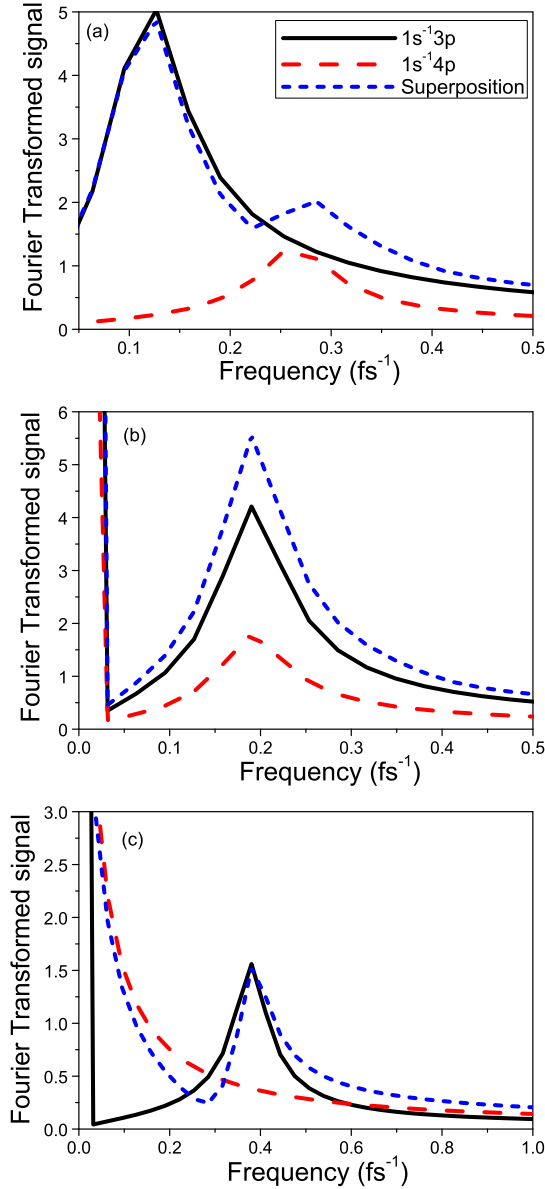 (a)
1s⁻¹3p
1s⁻¹4p
Superposition
Fourier Transformed signal
5
4
3
2
1
0
0.1 0.2 0.3 0.4 0.5
Frequency (fs⁻¹)
(b)
Fourier Transformed signal
6
5
4
3
2
1
0
0.0 0.1 0.2 0.3 0.4 0.5
Frequency (fs⁻¹)
(c)
Fourier Transformed signal
3.0
2.5
2.0
1.5
1.0
0.5
0.0
0.0 0.2 0.4 0.6 0.8 1.0
Frequency (fs⁻¹)